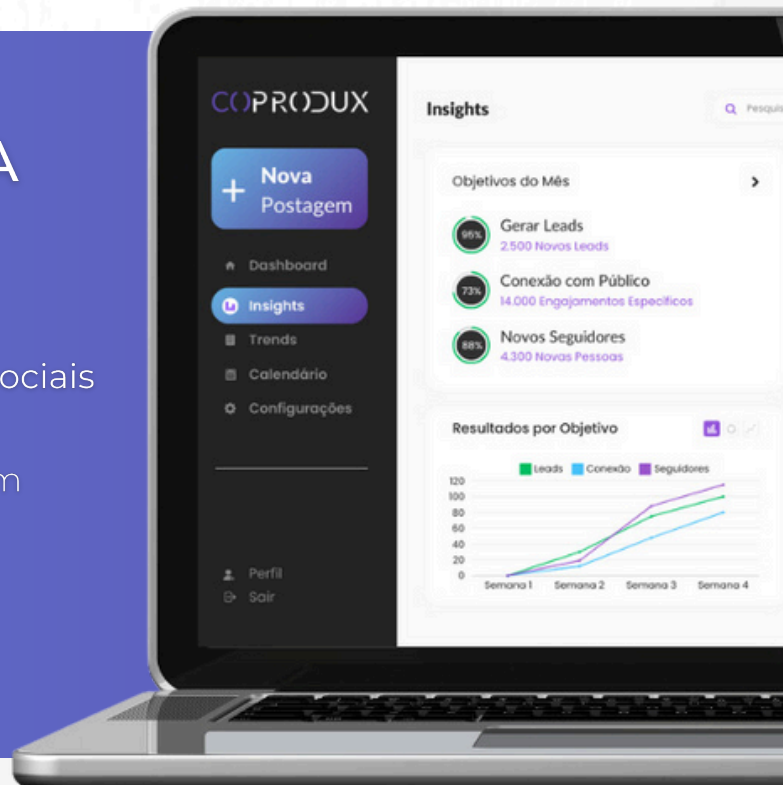 A
ociais
m
COPRODUX
+ Nova
Postagem
Dashboard
Insights
Trends
Calendário
Configurações
Perfil
Sair
Insights
Pesquis
Objetivos do Mês
95%
Gerar Leads
2.500 Novos Leads
73%
Conexão com Público
14.000 Engajamentos Específicos
88%
Novos Seguidores
4.300 Novas Pessoas
Resultados por Objetivo
Leads Conexão Seguidores
120
100
80
60
40
20
0
Semana 1 Semana 2 Semana 3 Semana 4